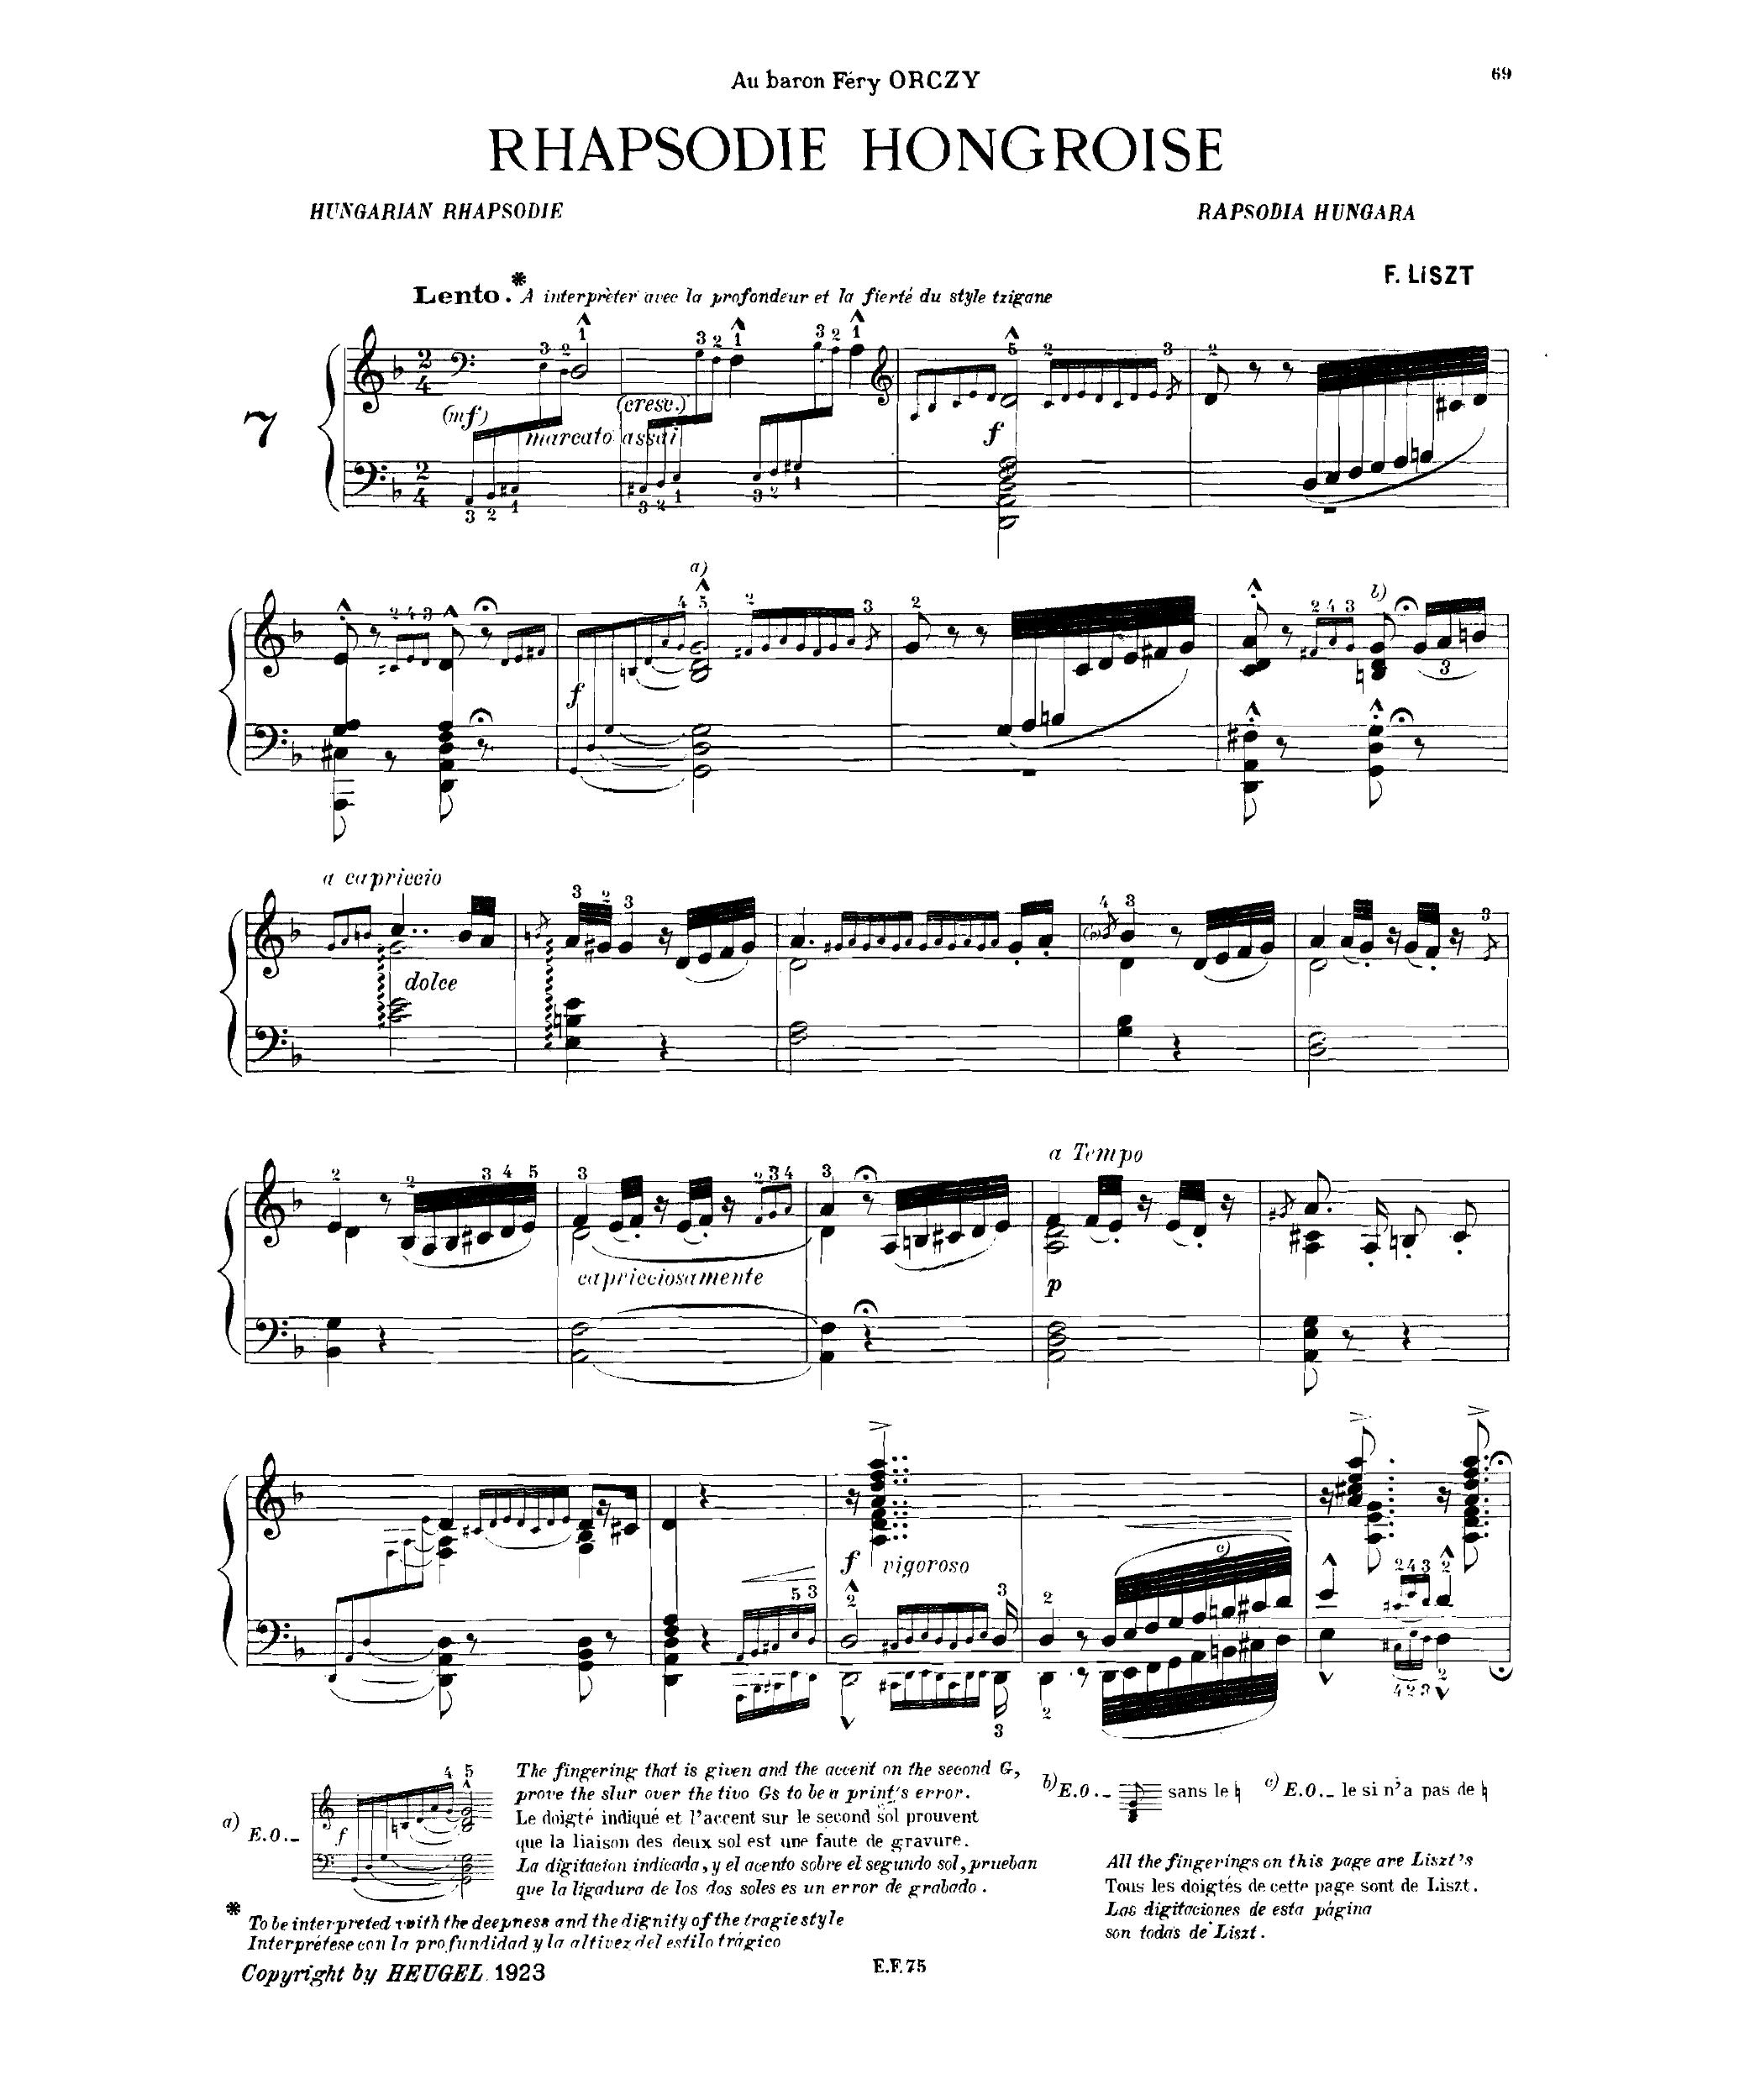 Au baron Féry ORCZY
69
RHAPSODIE HONGROISE
HUNGARIAN RHAPSODIE
RAPSODIA HUNGARA
F. LiSZT
Lento. * A interprèter avec la profondeur et la fierté du style tzigane
7
(mf)
(cresc.)
marcato assai
f
a)
b)
f
a capriccio
dolce
a Tempo
capricciosamente
p
f vigoroso
c)
a) E.O.–
f
The fingering that is given and the accent on the second G,
prove the slur over the tivo Gs to be a print's error.
Le doigté indiqué et l'accent sur le second sol prouvent
que la liaison des deux sol est une faute de gravure.
La digitacion indicada, y el acento sobre el segundo sol, prueban
que la ligadura de los dos soles es un error de grabado.
b) E.O.– sans le ♮
c) E.O.– le si n'a pas de ♮
All the fingerings on this page are Liszt's
Tous les doigtés de cette page sont de Liszt.
Las digitaciones de esta página
son todas de Liszt.
* To be interpreted with the deepness and the dignity of the tragie style
Interprétese con la profundidad y la altivez del estilo trágico
Copyright by HEUGEL 1923
E.F. 75